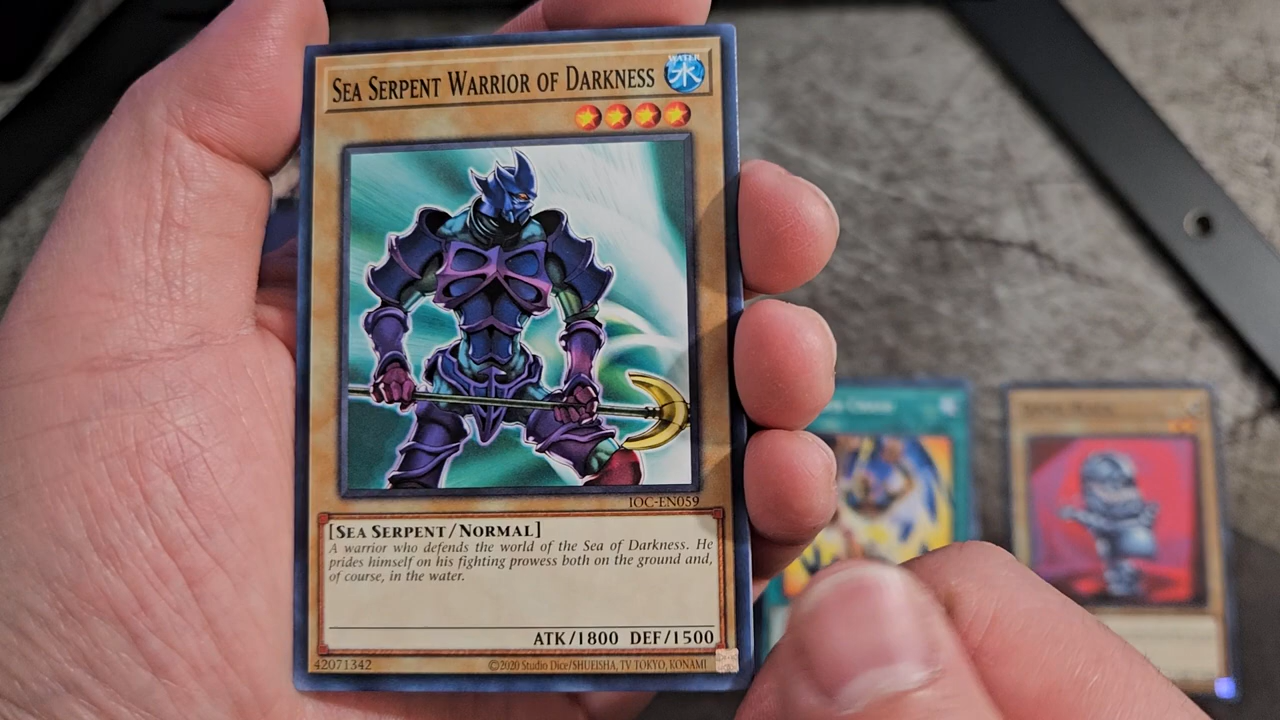 SEA SERPENT WARRIOR OF DARKNESS
WATER
水
IOC-EN059
[SEA SERPENT/NORMAL]
A warrior who defends the world of the Sea of Darkness. He
prides himself on his fighting prowess both on the ground and,
of course, in the water.
ATK/1800 DEF/1500
42071342
©2020 Studio Dice/SHUEISHA, TV TOKYO, KONAMI